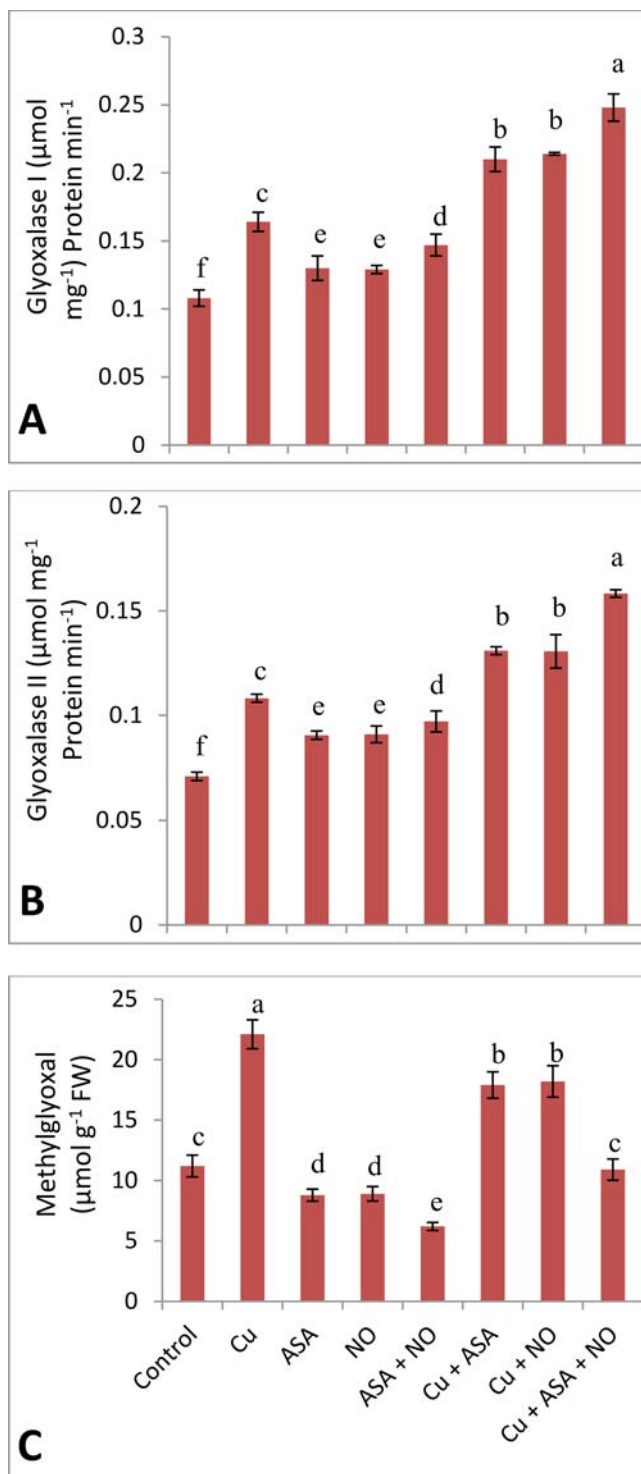 0.3
0.25
0.2
0.15
0.1
0.05
0
Glyoxalase I (µmol
mg⁻¹) Protein min⁻¹
f
c
e
e
d
b
b
a
A
0.2
0.15
0.1
0.05
0
Glyoxalase II (µmol mg⁻¹
Protein min⁻¹)
f
c
e
e
d
b
b
a
B
25
20
15
10
5
0
Methylglyoxal
(µmol g⁻¹ FW)
c
a
d
d
e
b
b
c
Control
Cu
ASA
NO
ASA + NO
Cu + ASA
Cu + NO
Cu + ASA + NO
C